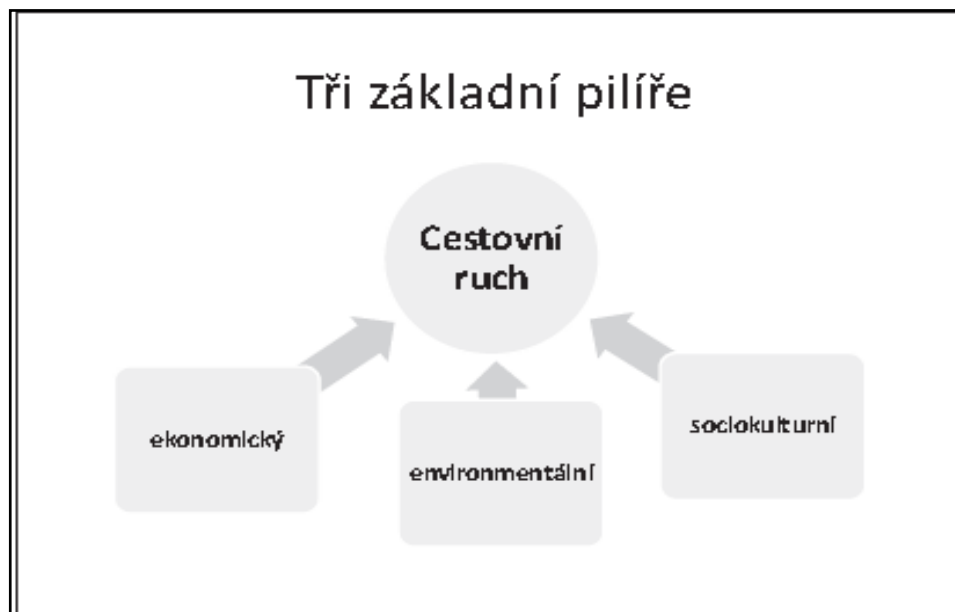 Tři základní pilíře
Cestovní
ruch
ekonomický
environmentální
sociokulturní